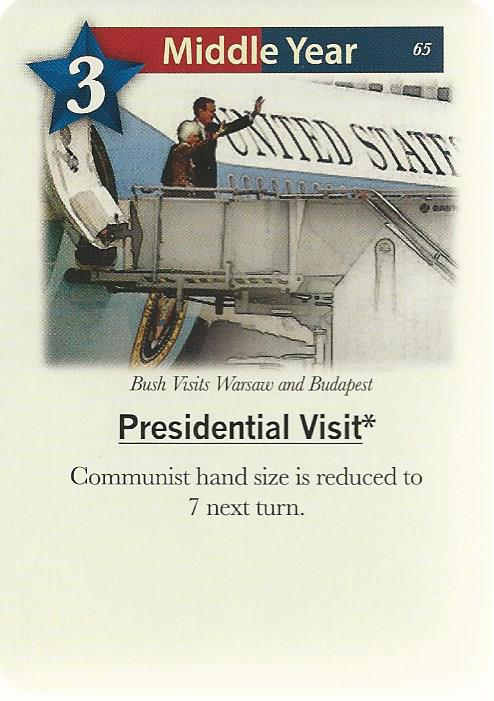 3
Middle Year
65
UNITED STATE
Bush Visits Warsaw and Budapest
Presidential Visit*
Communist hand size is reduced to
7 next turn.